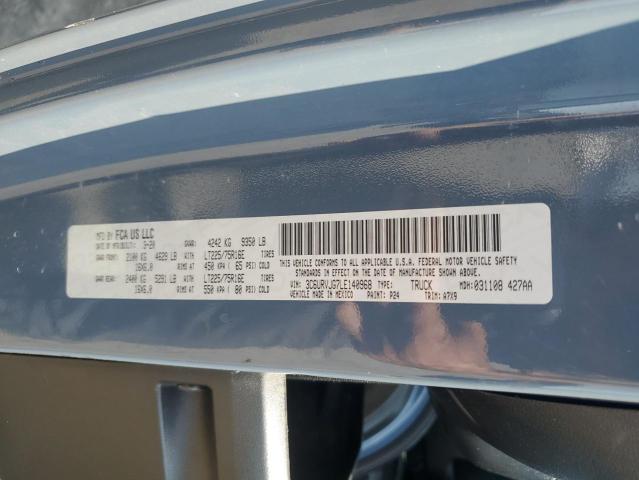 MFD BY FCA US LLC
DATE OF MFR(BUILT): 9-20 GVWR: 4242 KG 9350 LB
GAWR FRONT: 2100 KG 4629 LB WITH LT225/75R16E TIRES
16X6.0 RIMS AT 450 KPA ( 65 PSI) COLD
GAWR REAR: 2400 KG 5291 LB WITH LT225/75R16E TIRES
16X6.0 RIMS AT 550 KPA ( 80 PSI) COLD
THIS VEHICLE CONFORMS TO ALL APPLICABLE U.S.A. FEDERAL MOTOR VEHICLE SAFETY
STANDARDS IN EFFECT ON THE DATE OF MANUFACTURE SHOWN ABOVE.
VIN: 3C6URVJG7LE140968 TYPE: TRUCK MDH: 031108 427AA
VEHICLE MADE IN MEXICO PAINT: P24 TRIM: A7X9